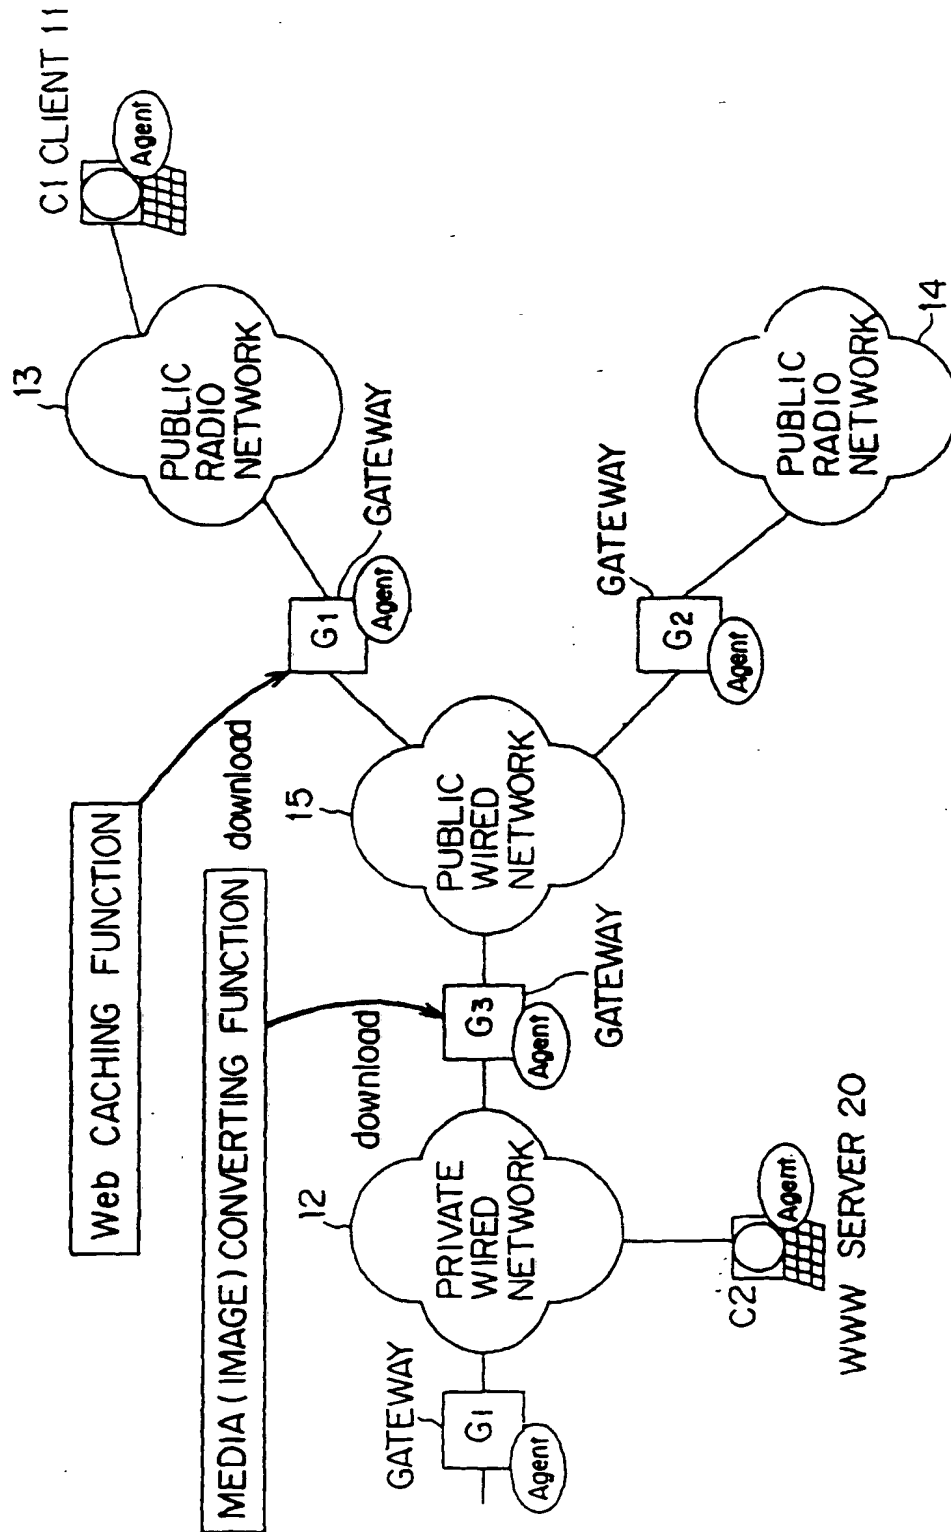 Web CACHING FUNCTION
download
MEDIA (IMAGE) CONVERTING FUNCTION
download
GATEWAY
G1
Agent
12
PRIVATE
WIRED
NETWORK
G3
Agent
GATEWAY
15
PUBLIC
WIRED
NETWORK
G1
Agent
GATEWAY
13
PUBLIC
RADIO
NETWORK
C1 CLIENT 11
Agent
GATEWAY
G2
Agent
PUBLIC
RADIO
NETWORK
14
C2
Agent
WWW SERVER 20